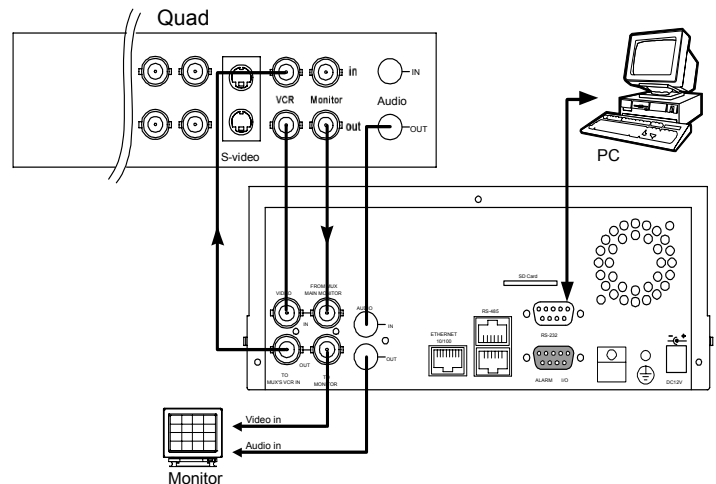 Quad
in
IN
VCR
Monitor
Audio
out
OUT
S-video
PC
SD Card
FROM MUX
MAIN MONITOR
VIDEO
AUDIO
IN
IN
RS-485
RS-232
ETHERNET
10/100
- +
OUT
OUT
TO
MUX'S VCR IN
TO
MONITOR
ALARM I/O
DC12V
Video in
Audio in
Monitor